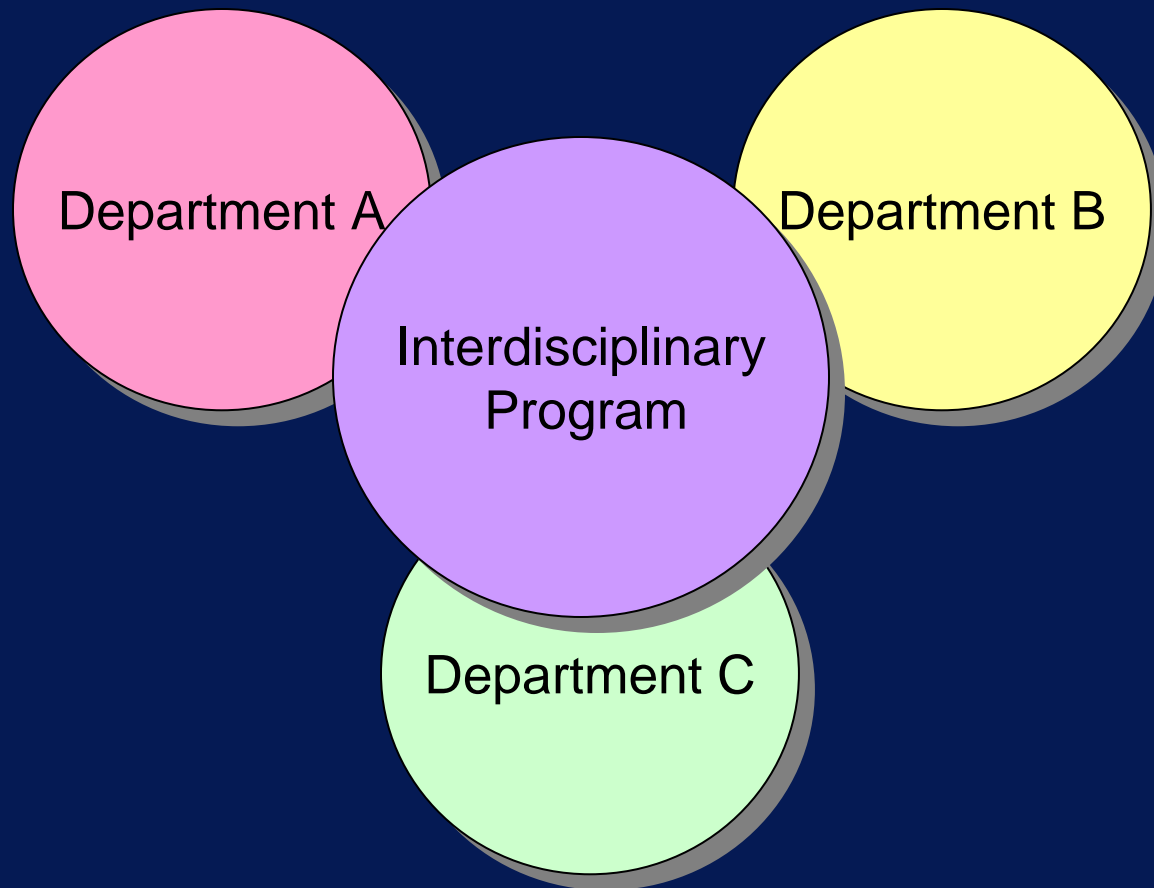 Department A
Department B
Interdisciplinary
Program
Department C